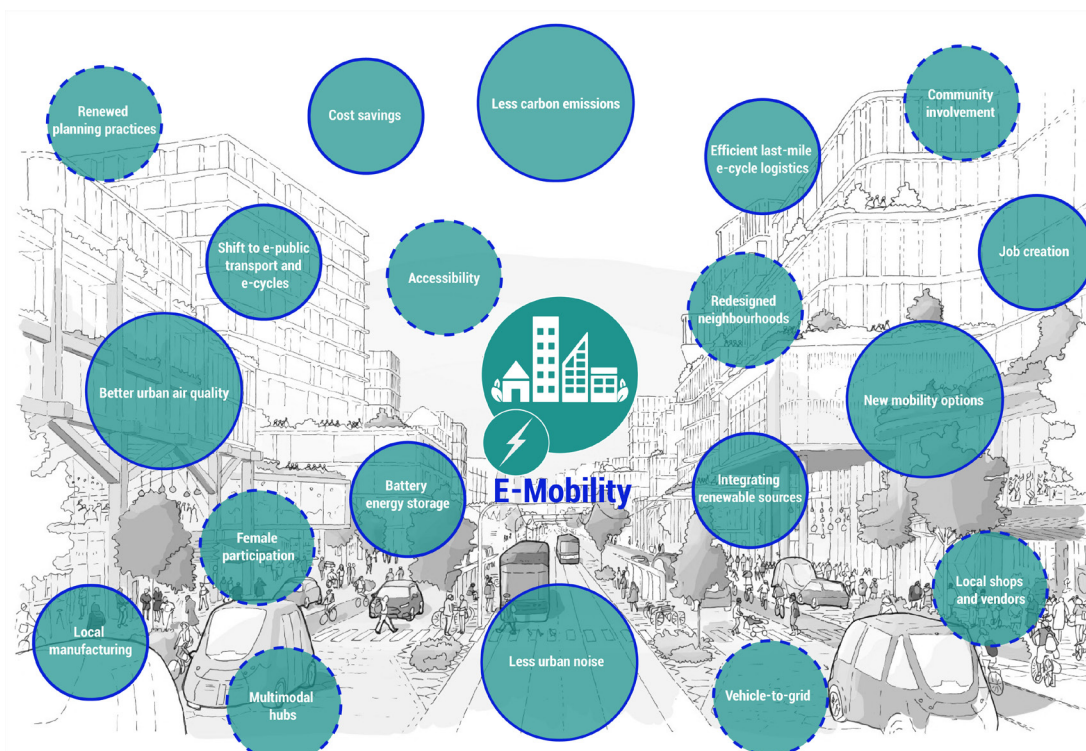 Less carbon emissions
Cost savings
Renewed
planning practices
Community
involvement
Efficient last-mile
e-cycle logistics
Shift to e-public
transport and
e-cycles
Accessibility
Job creation
Redesigned
neighbourhoods
Better urban air quality
New mobility options
E-Mobility
Battery
energy storage
Integrating
renewable sources
Female
participation
Local shops
and vendors
Local
manufacturing
Less urban noise
Multimodal
hubs
Vehicle-to-grid